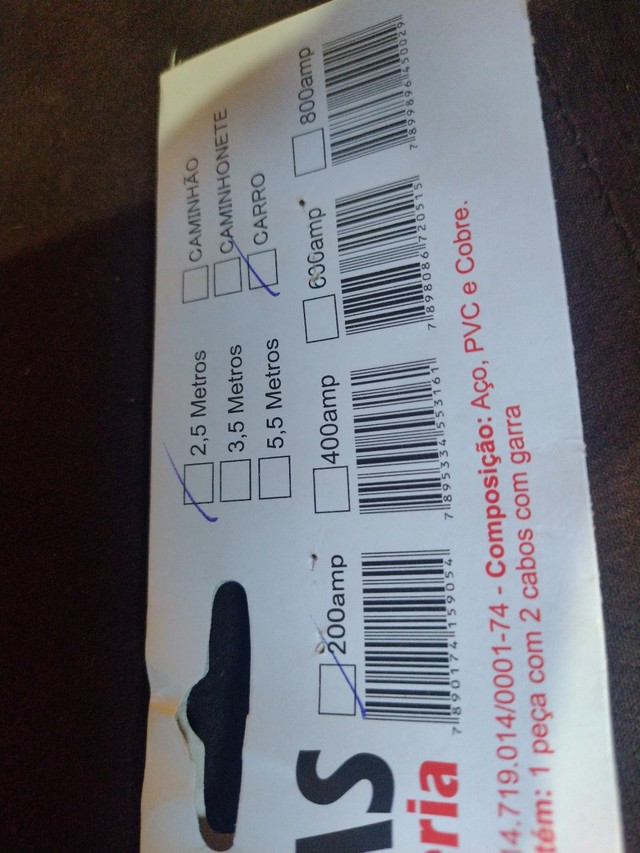 2,5 Metros
3,5 Metros
5,5 Metros
CAMINHÃO
CAMINHONETE
CARRO
200amp
400amp
600amp
800amp
7890174159054
7895334553161
7898086720515
7899896450029
14.719.014/0001-74 - Composição: Aço, PVC e Cobre.
1 peça com 2 cabos com garra